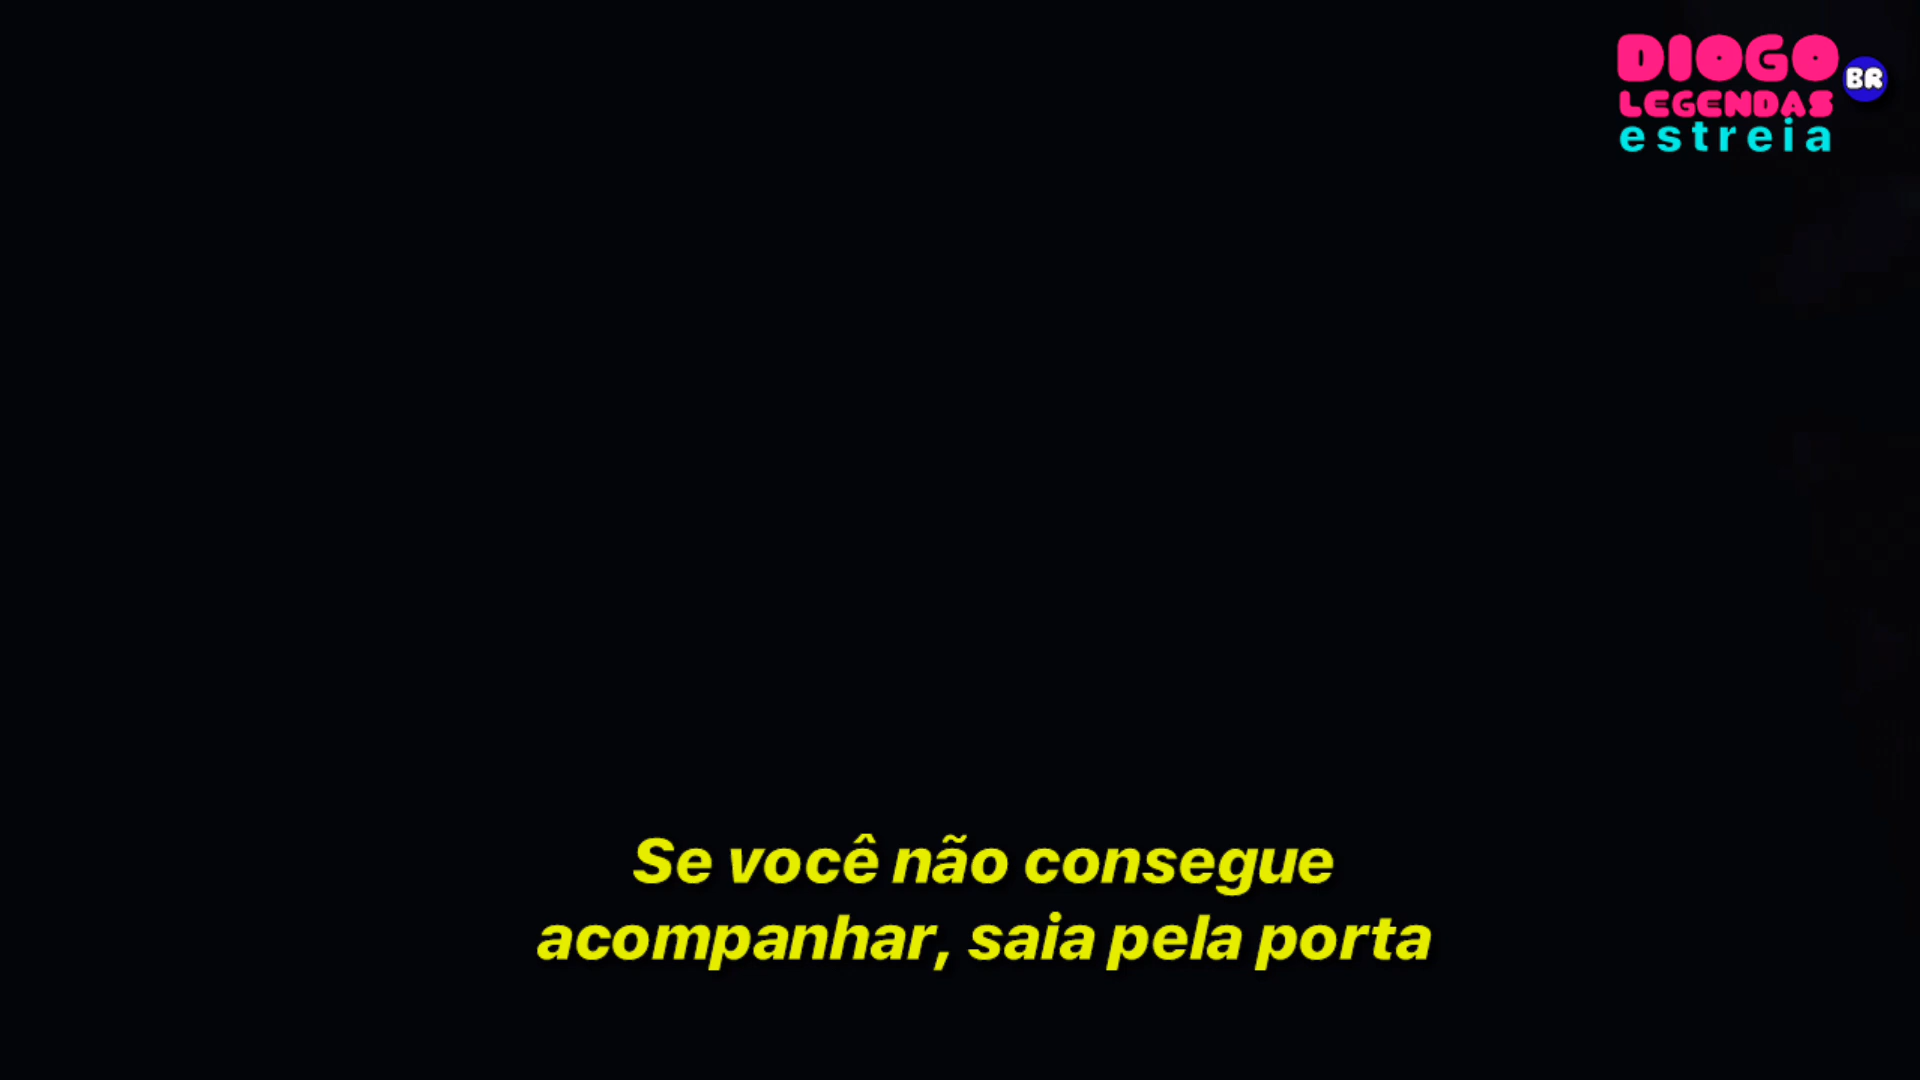 DIOGO
BR
LEGENDAS
estreia
Se você não consegue
acompanhar, saia pela porta